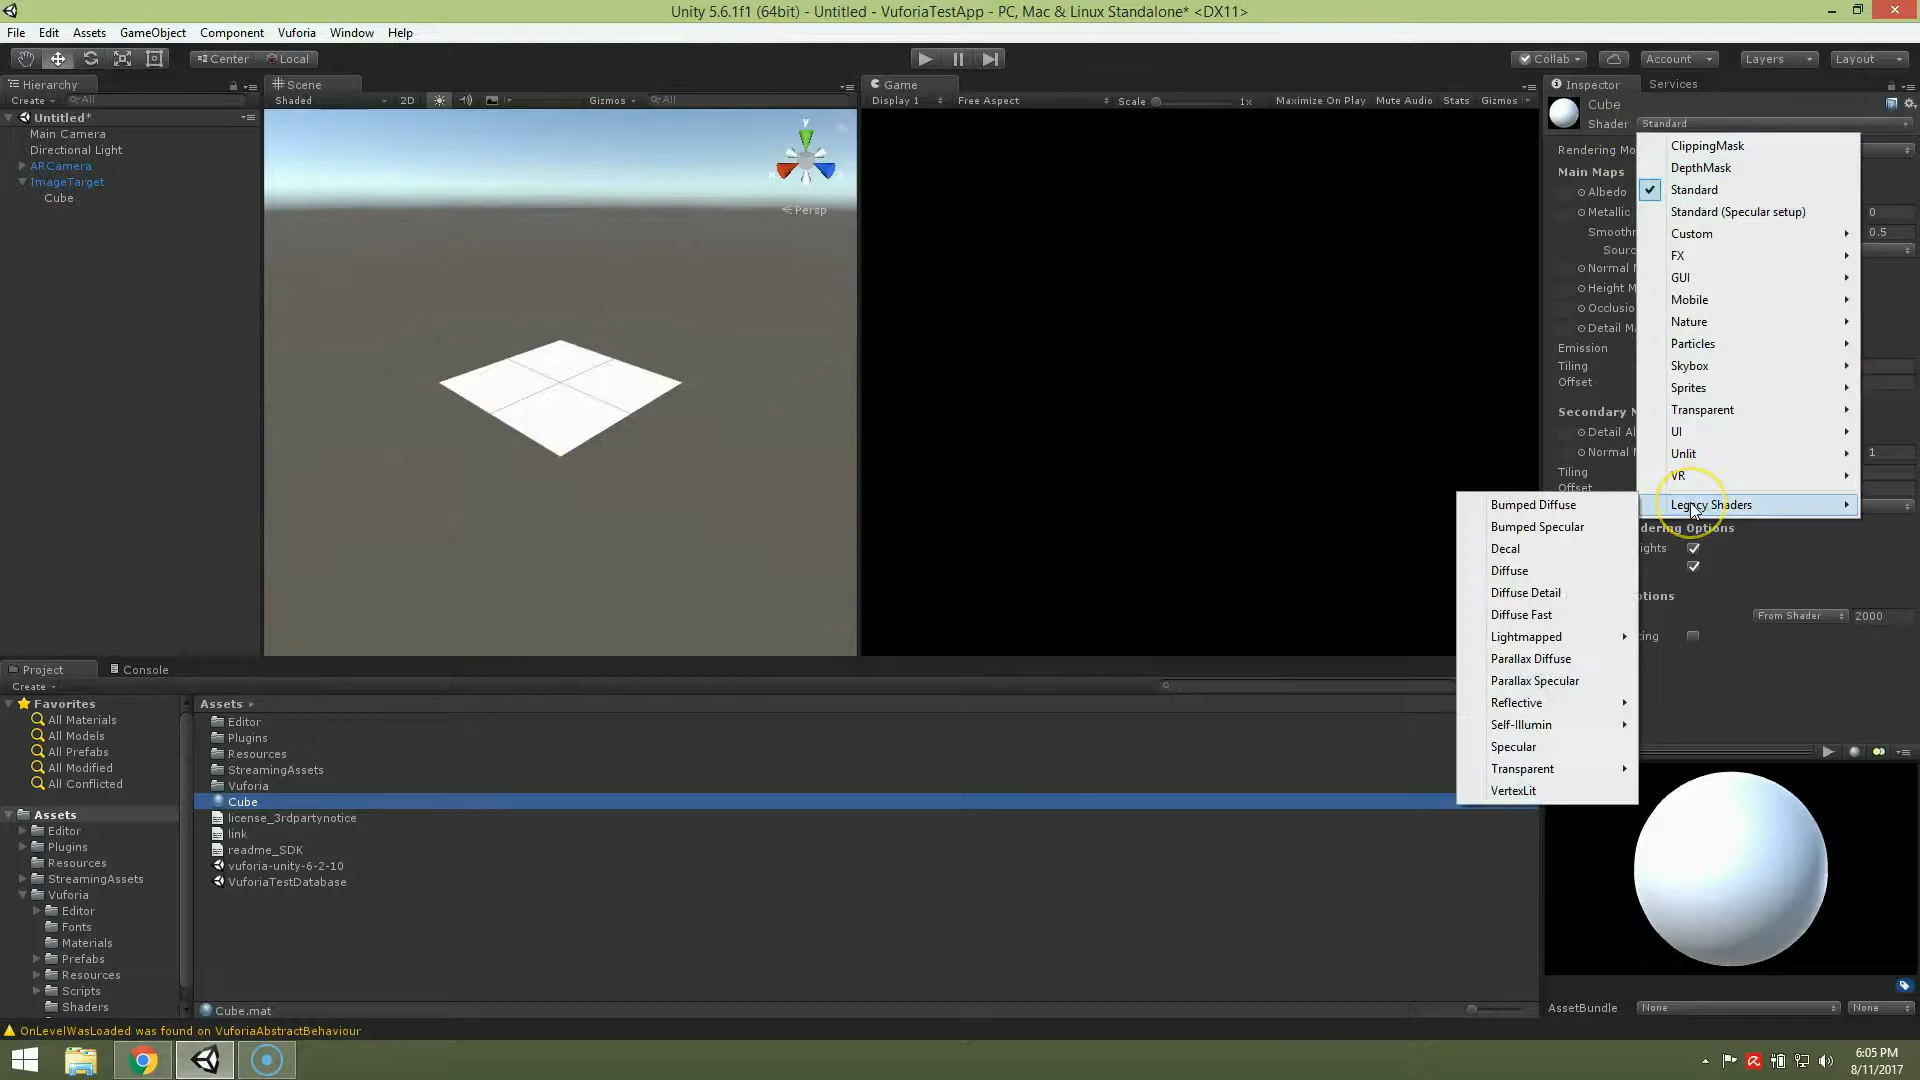 Unity 5.6.1f1 (64bit) - Untitled - VuforiaTestApp - PC, Mac & Linux Standalone* <DX11>
File Edit Assets GameObject Component Vuforia Window Help
Center Local
Collab Account Layers Layout
Hierarchy
Create All
Untitled*
Main Camera
Directional Light
ARCamera
ImageTarget
Cube
Scene
Shaded 2D Gizmos All
y
Persp
Game
Display 1 Free Aspect Scale 1x Maximize On Play Mute Audio Stats Gizmos
Inspector Services
Cube
Shader Standard
Rendering Mo
Main Maps
Albedo
Metallic 0
Smoothn 0.5
Sourc
Normal M
Height M
Occlusio
Detail Ma
Emission
Tiling
Offset
Secondary M
Detail Al
Normal M 1
Tiling
Offset
dering Options
ights
ptions
From Shader 2000
cing
ClippingMask
DepthMask
Standard
Standard (Specular setup)
Custom
FX
GUI
Mobile
Nature
Particles
Skybox
Sprites
Transparent
UI
Unlit
VR
Legacy Shaders
Bumped Diffuse
Bumped Specular
Decal
Diffuse
Diffuse Detail
Diffuse Fast
Lightmapped
Parallax Diffuse
Parallax Specular
Reflective
Self-Illumin
Specular
Transparent
VertexLit
Project Console
Create
Favorites
All Materials
All Models
All Prefabs
All Modified
All Conflicted
Assets
Editor
Plugins
Resources
StreamingAssets
Vuforia
Editor
Fonts
Materials
Prefabs
Resources
Scripts
Shaders
Assets
Editor
Plugins
Resources
StreamingAssets
Vuforia
Cube
license_3rdpartynotice
link
readme_SDK
vuforia-unity-6-2-10
VuforiaTestDatabase
Cube.mat
AssetBundle None None
OnLevelWasLoaded was found on VuforiaAbstractBehaviour
6:05 PM
8/11/2017